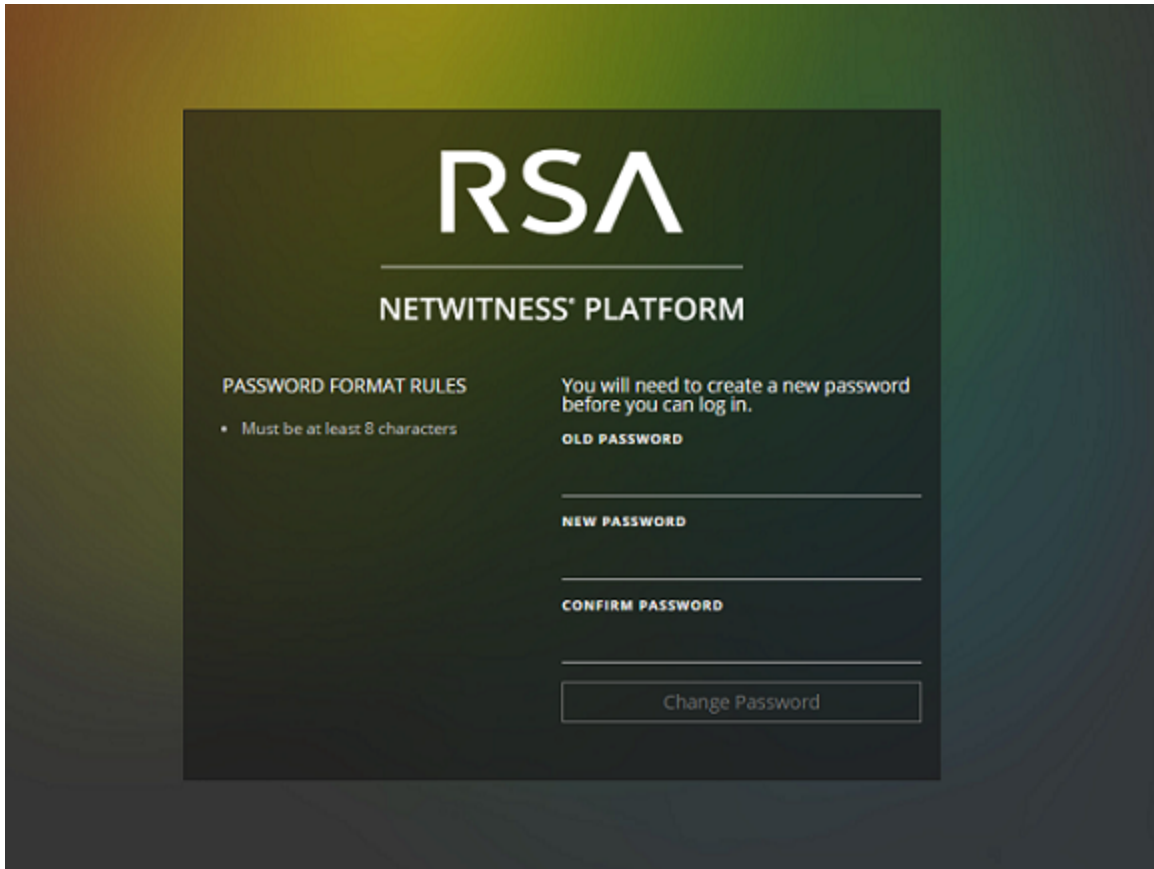 RSA
NETWITNESS® PLATFORM
PASSWORD FORMAT RULES
• Must be at least 8 characters
You will need to create a new password
before you can log in.
OLD PASSWORD
NEW PASSWORD
CONFIRM PASSWORD
Change Password